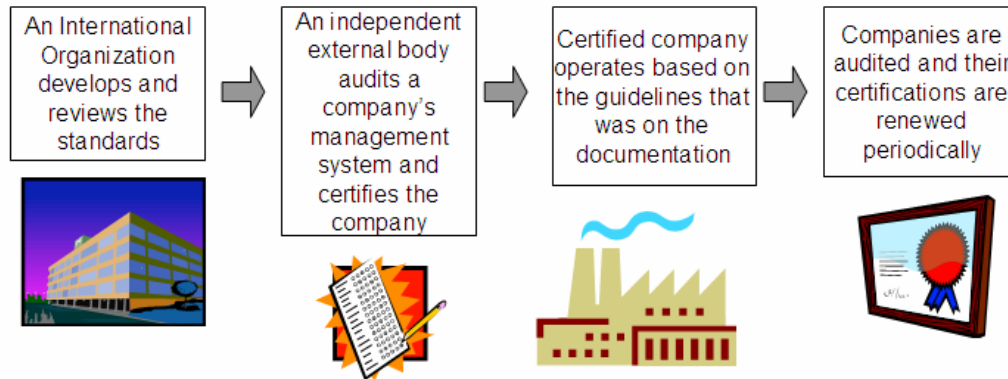 An International
Organization
develops and
reviews the
standards
An independent
external body
audits a
company's
management
system and
certifies the
company
Certified company
operates based on
the guidelines that
was on the
documentation
Companies are
audited and their
certifications are
renewed
periodically